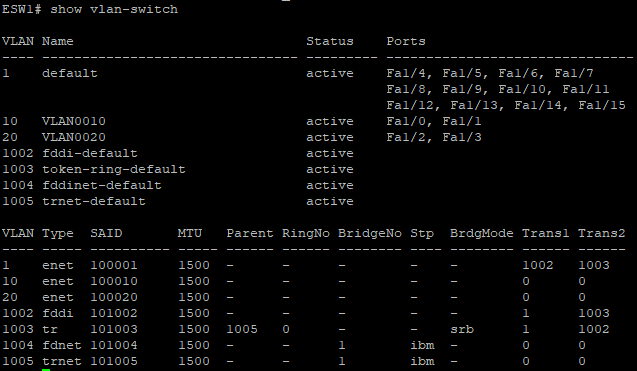 ESW1# show vlan-switch
VLAN Name                             Status    Ports
---- -------------------------------- --------- -------------------------------
1    default                          active    Fa1/4, Fa1/5, Fa1/6, Fa1/7
                                                Fa1/8, Fa1/9, Fa1/10, Fa1/11
                                                Fa1/12, Fa1/13, Fa1/14, Fa1/15
10   VLAN0010                         active    Fa1/0, Fa1/1
20   VLAN0020                         active    Fa1/2, Fa1/3
1002 fddi-default                     active
1003 token-ring-default               active
1004 fddinet-default                  active
1005 trnet-default                    active
VLAN Type  SAID       MTU   Parent RingNo BridgeNo Stp  BrdgMode Trans1 Trans2
---- ----- ---------- ----- ------ ------ -------- ---- -------- ------ ------
1    enet  100001     1500  -      -      -        -    -        1002   1003
10   enet  100010     1500  -      -      -        -    -        0      0
20   enet  100020     1500  -      -      -        -    -        0      0
1002 fddi  101002     1500  -      -      -        -    -        1      1003
1003 tr    101003     1500  1005   0      -        -    srb      1      1002
1004 fdnet 101004     1500  -      -      1        ibm  -        0      0
1005 trnet 101005     1500  -      -      1        ibm  -        0      0